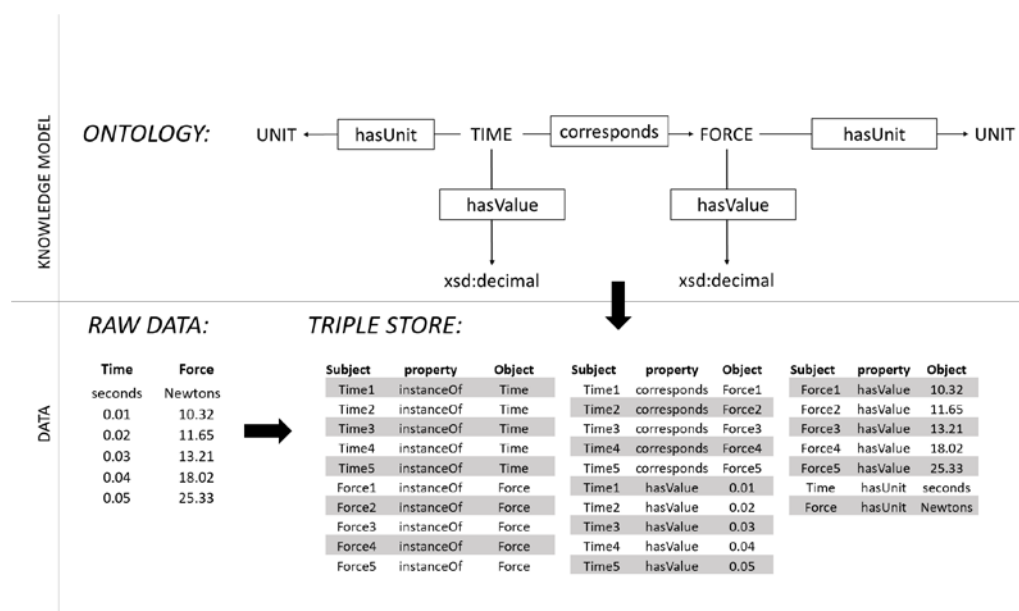 KNOWLEDGE MODEL
ONTOLOGY:
UNIT hasUnit TIME corresponds FORCE hasUnit UNIT
hasValue hasValue
xsd:decimal xsd:decimal
DATA
RAW DATA:
Time Force
seconds Newtons
0.01 10.32
0.02 11.65
0.03 13.21
0.04 18.02
0.05 25.33
TRIPLE STORE:
Subject property Object
Time1 instanceOf Time
Time2 instanceOf Time
Time3 instanceOf Time
Time4 instanceOf Time
Time5 instanceOf Time
Force1 instanceOf Force
Force2 instanceOf Force
Force3 instanceOf Force
Force4 instanceOf Force
Force5 instanceOf Force
Subject property Object
Time1 corresponds Force1
Time2 corresponds Force2
Time3 corresponds Force3
Time4 corresponds Force4
Time5 corresponds Force5
Time1 hasValue 0.01
Time2 hasValue 0.02
Time3 hasValue 0.03
Time4 hasValue 0.04
Time5 hasValue 0.05
Subject property Object
Force1 hasValue 10.32
Force2 hasValue 11.65
Force3 hasValue 13.21
Force4 hasValue 18.02
Force5 hasValue 25.33
Time hasUnit seconds
Force hasUnit Newtons